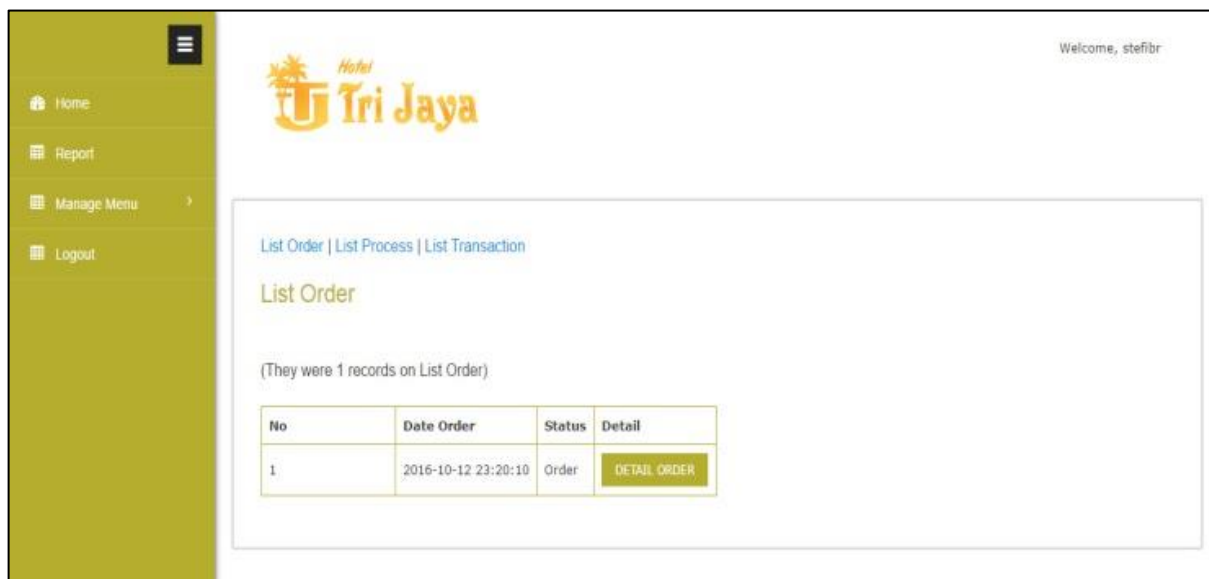 Welcome, stefibr
Hotel
Tri Jaya
Home
Report
Manage Menu
Logout
List Order | List Process | List Transaction
List Order
(They were 1 records on List Order)
No Date Order Status Detail
1 2016-10-12 23:20:10 Order DETAIL ORDER